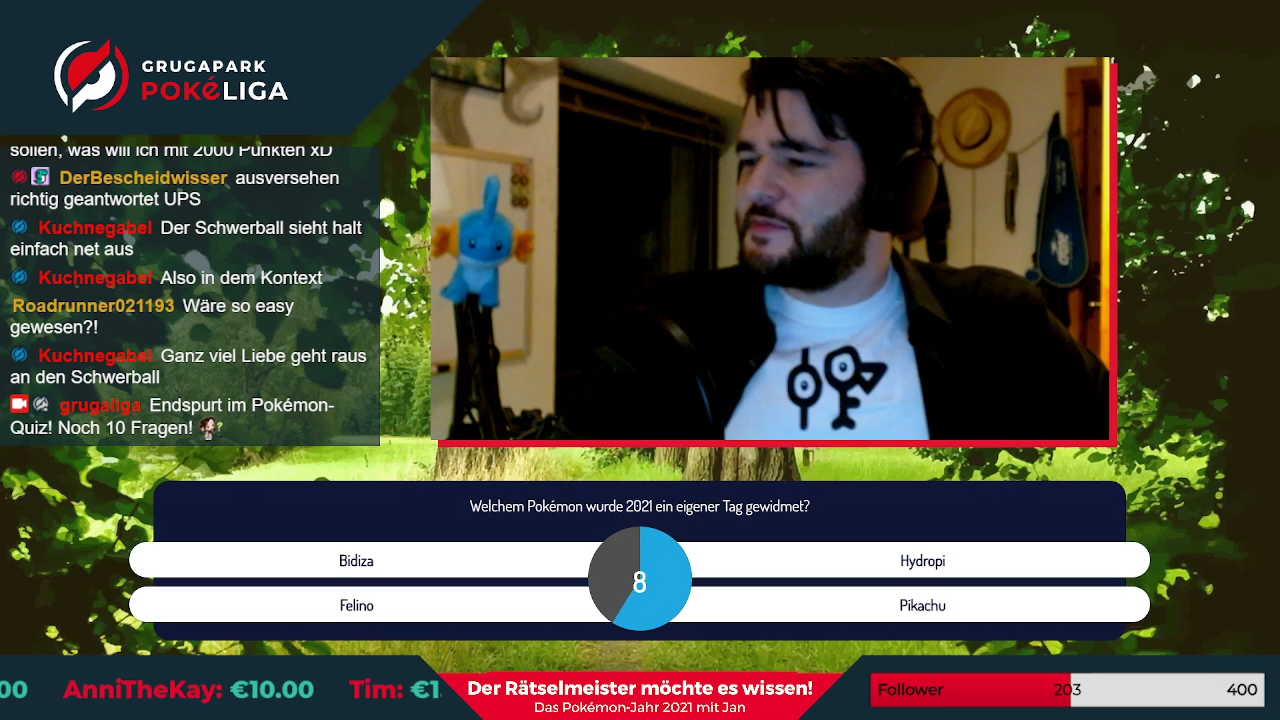 GRUGAPARK
POKéLIGA
sollen, was will ich mit 2000 Punkten xD
DerBescheidwisser ausversehen
richtig geantwortet UPS
Kuchnegabel Der Schwerball sieht halt
einfach net aus
Kuchnegabel Also in dem Kontext
Roadrunner021193 Wäre so easy
gewesen?!
Kuchnegabel Ganz viel Liebe geht raus
an den Schwerball
grugaliga Endspurt im Pokémon-
Quiz! Noch 10 Fragen!
Welchem Pokémon wurde 2021 ein eigener Tag gewidmet?
Bidiza
Hydropi
8
Felino
Pikachu
00 AnniTheKay: €10.00 Tim: €1
Der Rätselmeister möchte es wissen!
Das Pokémon-Jahr 2021 mit Jan
Follower 203 400